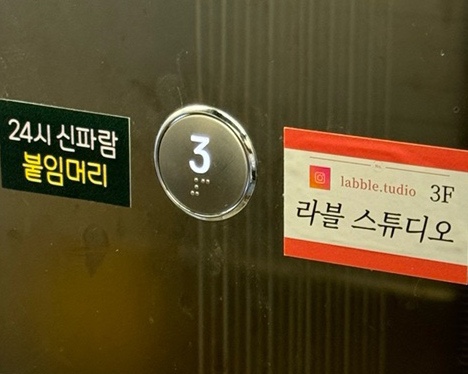 24시 신파람
붙임머리
3
labble.tudio 3F
라블 스튜디오